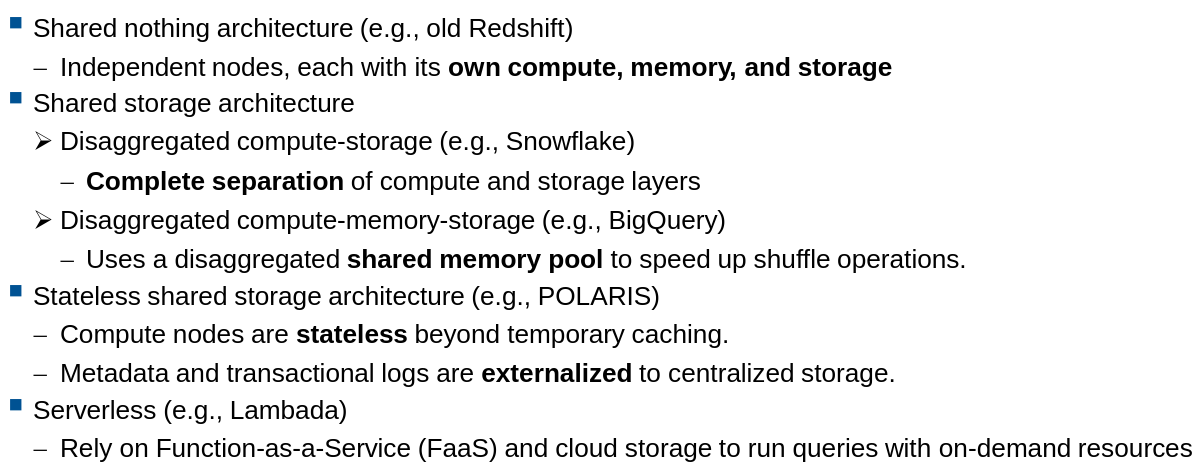 ▪ Shared nothing architecture (e.g., old Redshift)
– Independent nodes, each with its own compute, memory, and storage
▪ Shared storage architecture
➢ Disaggregated compute-storage (e.g., Snowflake)
– Complete separation of compute and storage layers
➢ Disaggregated compute-memory-storage (e.g., BigQuery)
– Uses a disaggregated shared memory pool to speed up shuffle operations.
▪ Stateless shared storage architecture (e.g., POLARIS)
– Compute nodes are stateless beyond temporary caching.
– Metadata and transactional logs are externalized to centralized storage.
▪ Serverless (e.g., Lambada)
– Rely on Function-as-a-Service (FaaS) and cloud storage to run queries with on-demand resources